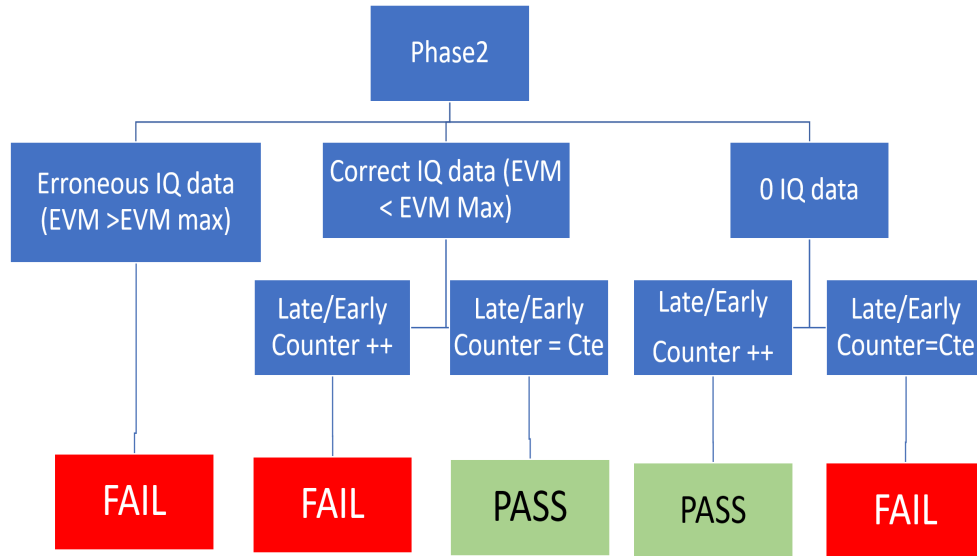 Phase2
Erroneous IQ data
(EVM >EVM max)
Correct IQ data (EVM
< EVM Max)
0 IQ data
Late/Early
Counter ++
Late/Early
Counter = Cte
Late/Early
Counter ++
Late/Early
Counter=Cte
FAIL
FAIL
PASS
PASS
FAIL